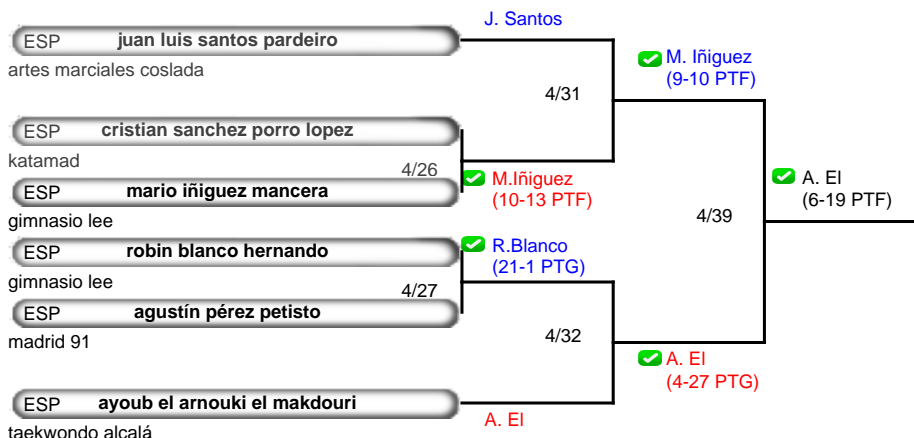 J. Santos
ESP juan luis santos pardeiro
artes marciales coslada
M. Iñiguez
(9-10 PTF)
4/31
ESP cristian sanchez porro lopez
katamad
4/26
M.Iñiguez
(10-13 PTF)
ESP mario iñiguez mancera
gimnasio lee
A. El
(6-19 PTF)
4/39
ESP robin blanco hernando
gimnasio lee
R.Blanco
(21-1 PTG)
4/27
ESP agustín pérez petisto
madrid 91
4/32
A. El
(4-27 PTG)
ESP ayoub el arnouki el makdouri
A. El
taekwondo alcalá